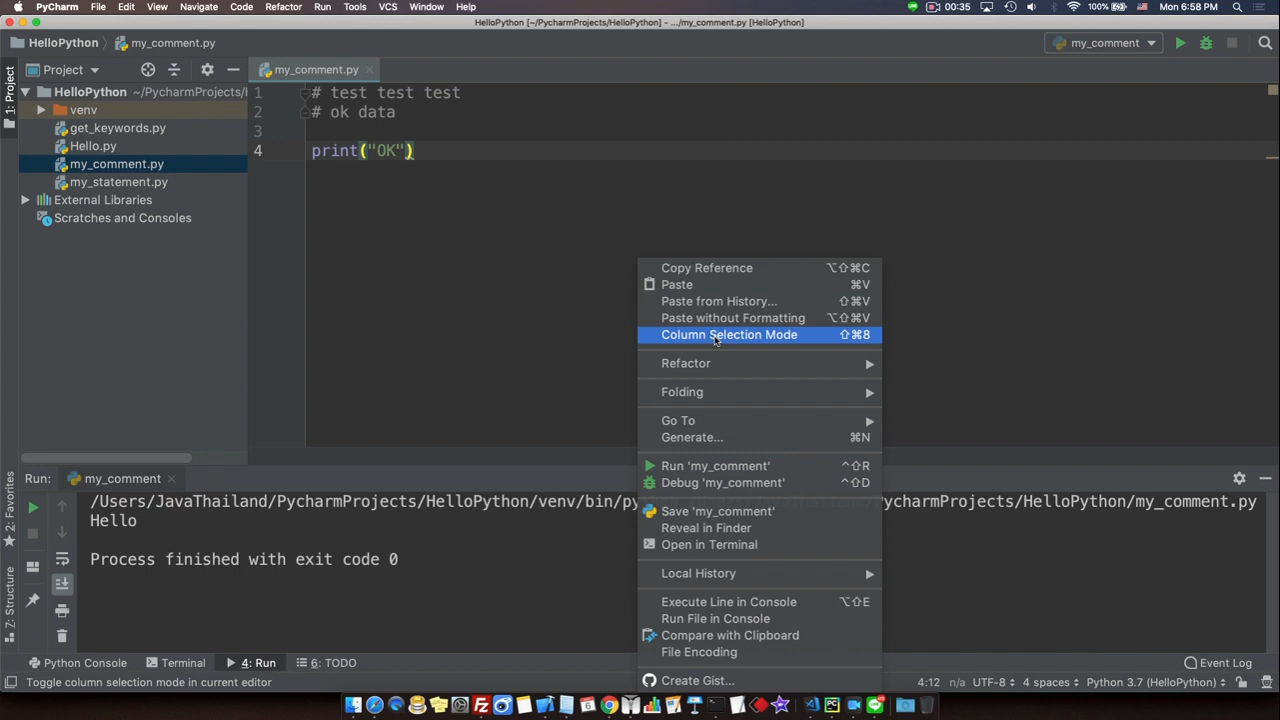 PyCharm File Edit View Navigate Code Refactor Run Tools VCS Window Help 00:35 100% Mon 6:58 PM
HelloPython [~/PycharmProjects/HelloPython] - .../my_comment.py [HelloPython]
HelloPython my_comment.py my_comment
1: Project
Project my_comment.py
HelloPython ~/PycharmProjects/
venv
get_keywords.py
Hello.py
my_comment.py
my_statement.py
External Libraries
Scratches and Consoles
1 # test test test
2 # ok data
3
4 print("OK")
Copy Reference ⌥⇧⌘C
Paste ⌘V
Paste from History... ⇧⌘V
Paste without Formatting ⌥⇧⌘V
Column Selection Mode ⇧⌘8
Refactor
Folding
Go To
Generate... ⌘N
Run 'my_comment' ^⇧R
Debug 'my_comment' ^⇧D
Save 'my_comment'
Reveal in Finder
Open in Terminal
Local History
Execute Line in Console ⌥⇧E
Run File in Console
Compare with Clipboard
File Encoding
Create Gist...
2: Favorites
Z: Structure
Run: my_comment
/Users/JavaThailand/PycharmProjects/HelloPython/venv/bin/py PycharmProjects/HelloPython/my_comment.py
Hello
Process finished with exit code 0
Python Console Terminal 4: Run 6: TODO Event Log
Toggle column selection mode in current editor 4:12 n/a UTF-8 4 spaces Python 3.7 (HelloPython)